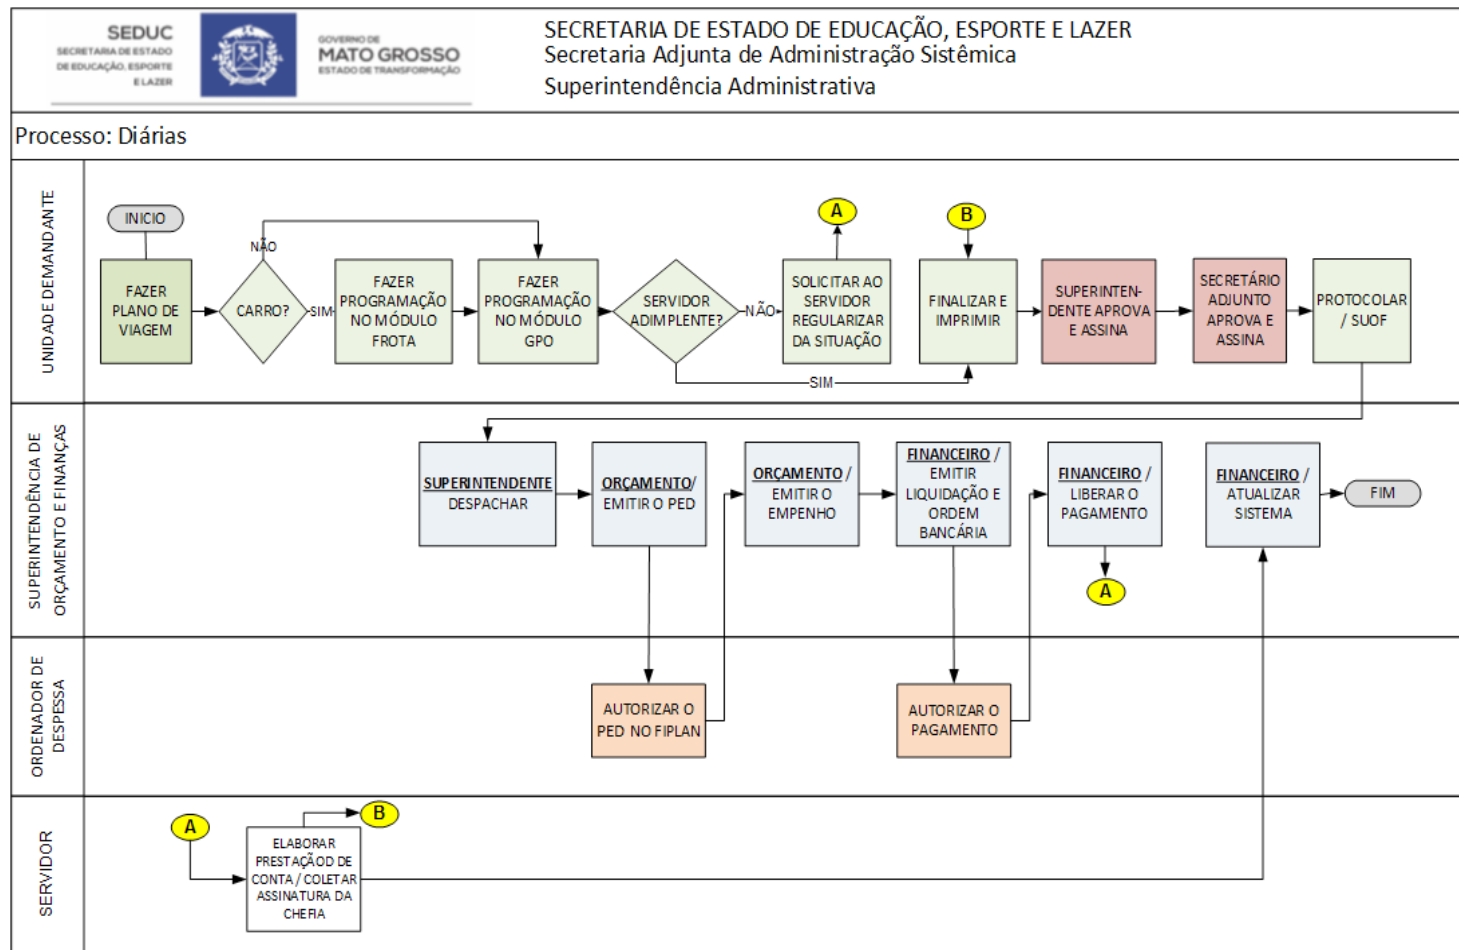 SEDUC
SECRETARIA DE ESTADO
DE EDUCAÇÃO, ESPORTE
E LAZER
GOVERNO DE
MATO GROSSO
ESTADO DE TRANSFORMAÇÃO
SECRETARIA DE ESTADO DE EDUCAÇÃO, ESPORTE E LAZER
Secretaria Adjunta de Administração Sistêmica
Superintendência Administrativa
Processo: Diárias
UNIDADE DEMANDANTE
INICIO
FAZER
PLANO DE
VIAGEM
NÃO
CARRO?
SIM
FAZER
PROGRAMAÇÃO
NO MÓDULO
FROTA
FAZER
PROGRAMAÇÃO
NO MÓDULO
GPO
SERVIDOR
ADIMPLENTE?
NÃO
SIM
A
SOLICITAR AO
SERVIDOR
REGULARIZAR
DA SITUAÇÃO
B
FINALIZAR E
IMPRIMIR
SUPERINTEN-
DENTE APROVA
E ASSINA
SECRETÁRIO
ADJUNTO
APROVA E
ASSINA
PROTOCOLAR
/ SUOF
SUPERINTENDÊNCIA DE
ORÇAMENTO E FINANÇAS
SUPERINTENDENTE
DESPACHAR
ORÇAMENTO/
EMITIR O PED
ORÇAMENTO /
EMITIR O
EMPENHO
FINANCEIRO /
EMITIR
LIQUIDAÇÃO E
ORDEM
BANCÁRIA
FINANCEIRO /
LIBERAR O
PAGAMENTO
A
FINANCEIRO /
ATUALIZAR
SISTEMA
FIM
ORDENADOR DE
DESPESSA
AUTORIZAR O
PED NO FIPLAN
AUTORIZAR O
PAGAMENTO
SERVIDOR
A
B
ELABORAR
PRESTAÇÃOD DE
CONTA / COLETAR
ASSINATURA DA
CHEFIA